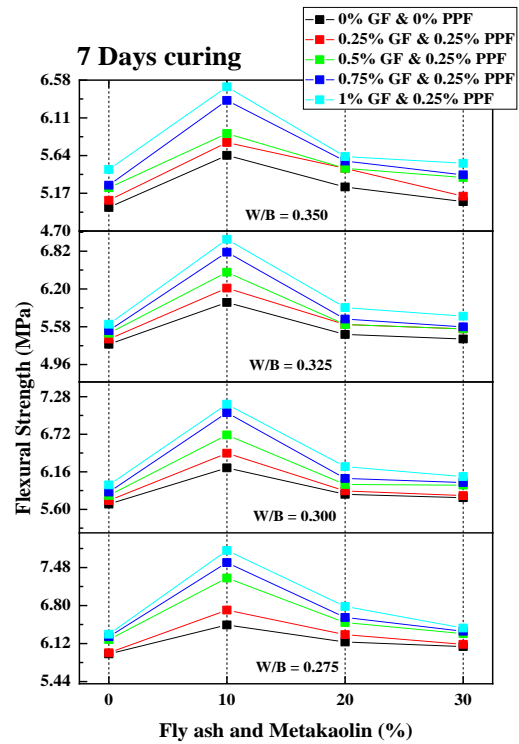 7 Days curing
0% GF & 0% PPF
0.25% GF & 0.25% PPF
0.5% GF & 0.25% PPF
0.75% GF & 0.25% PPF
1% GF & 0.25% PPF
Flexural Strength (MPa)
6.58
6.11
5.64
5.17
4.70
W/B = 0.350
6.82
6.20
5.58
4.96
W/B = 0.325
7.28
6.72
6.16
5.60
W/B = 0.300
7.48
6.80
6.12
5.44
W/B = 0.275
0 10 20 30
Fly ash and Metakaolin (%)